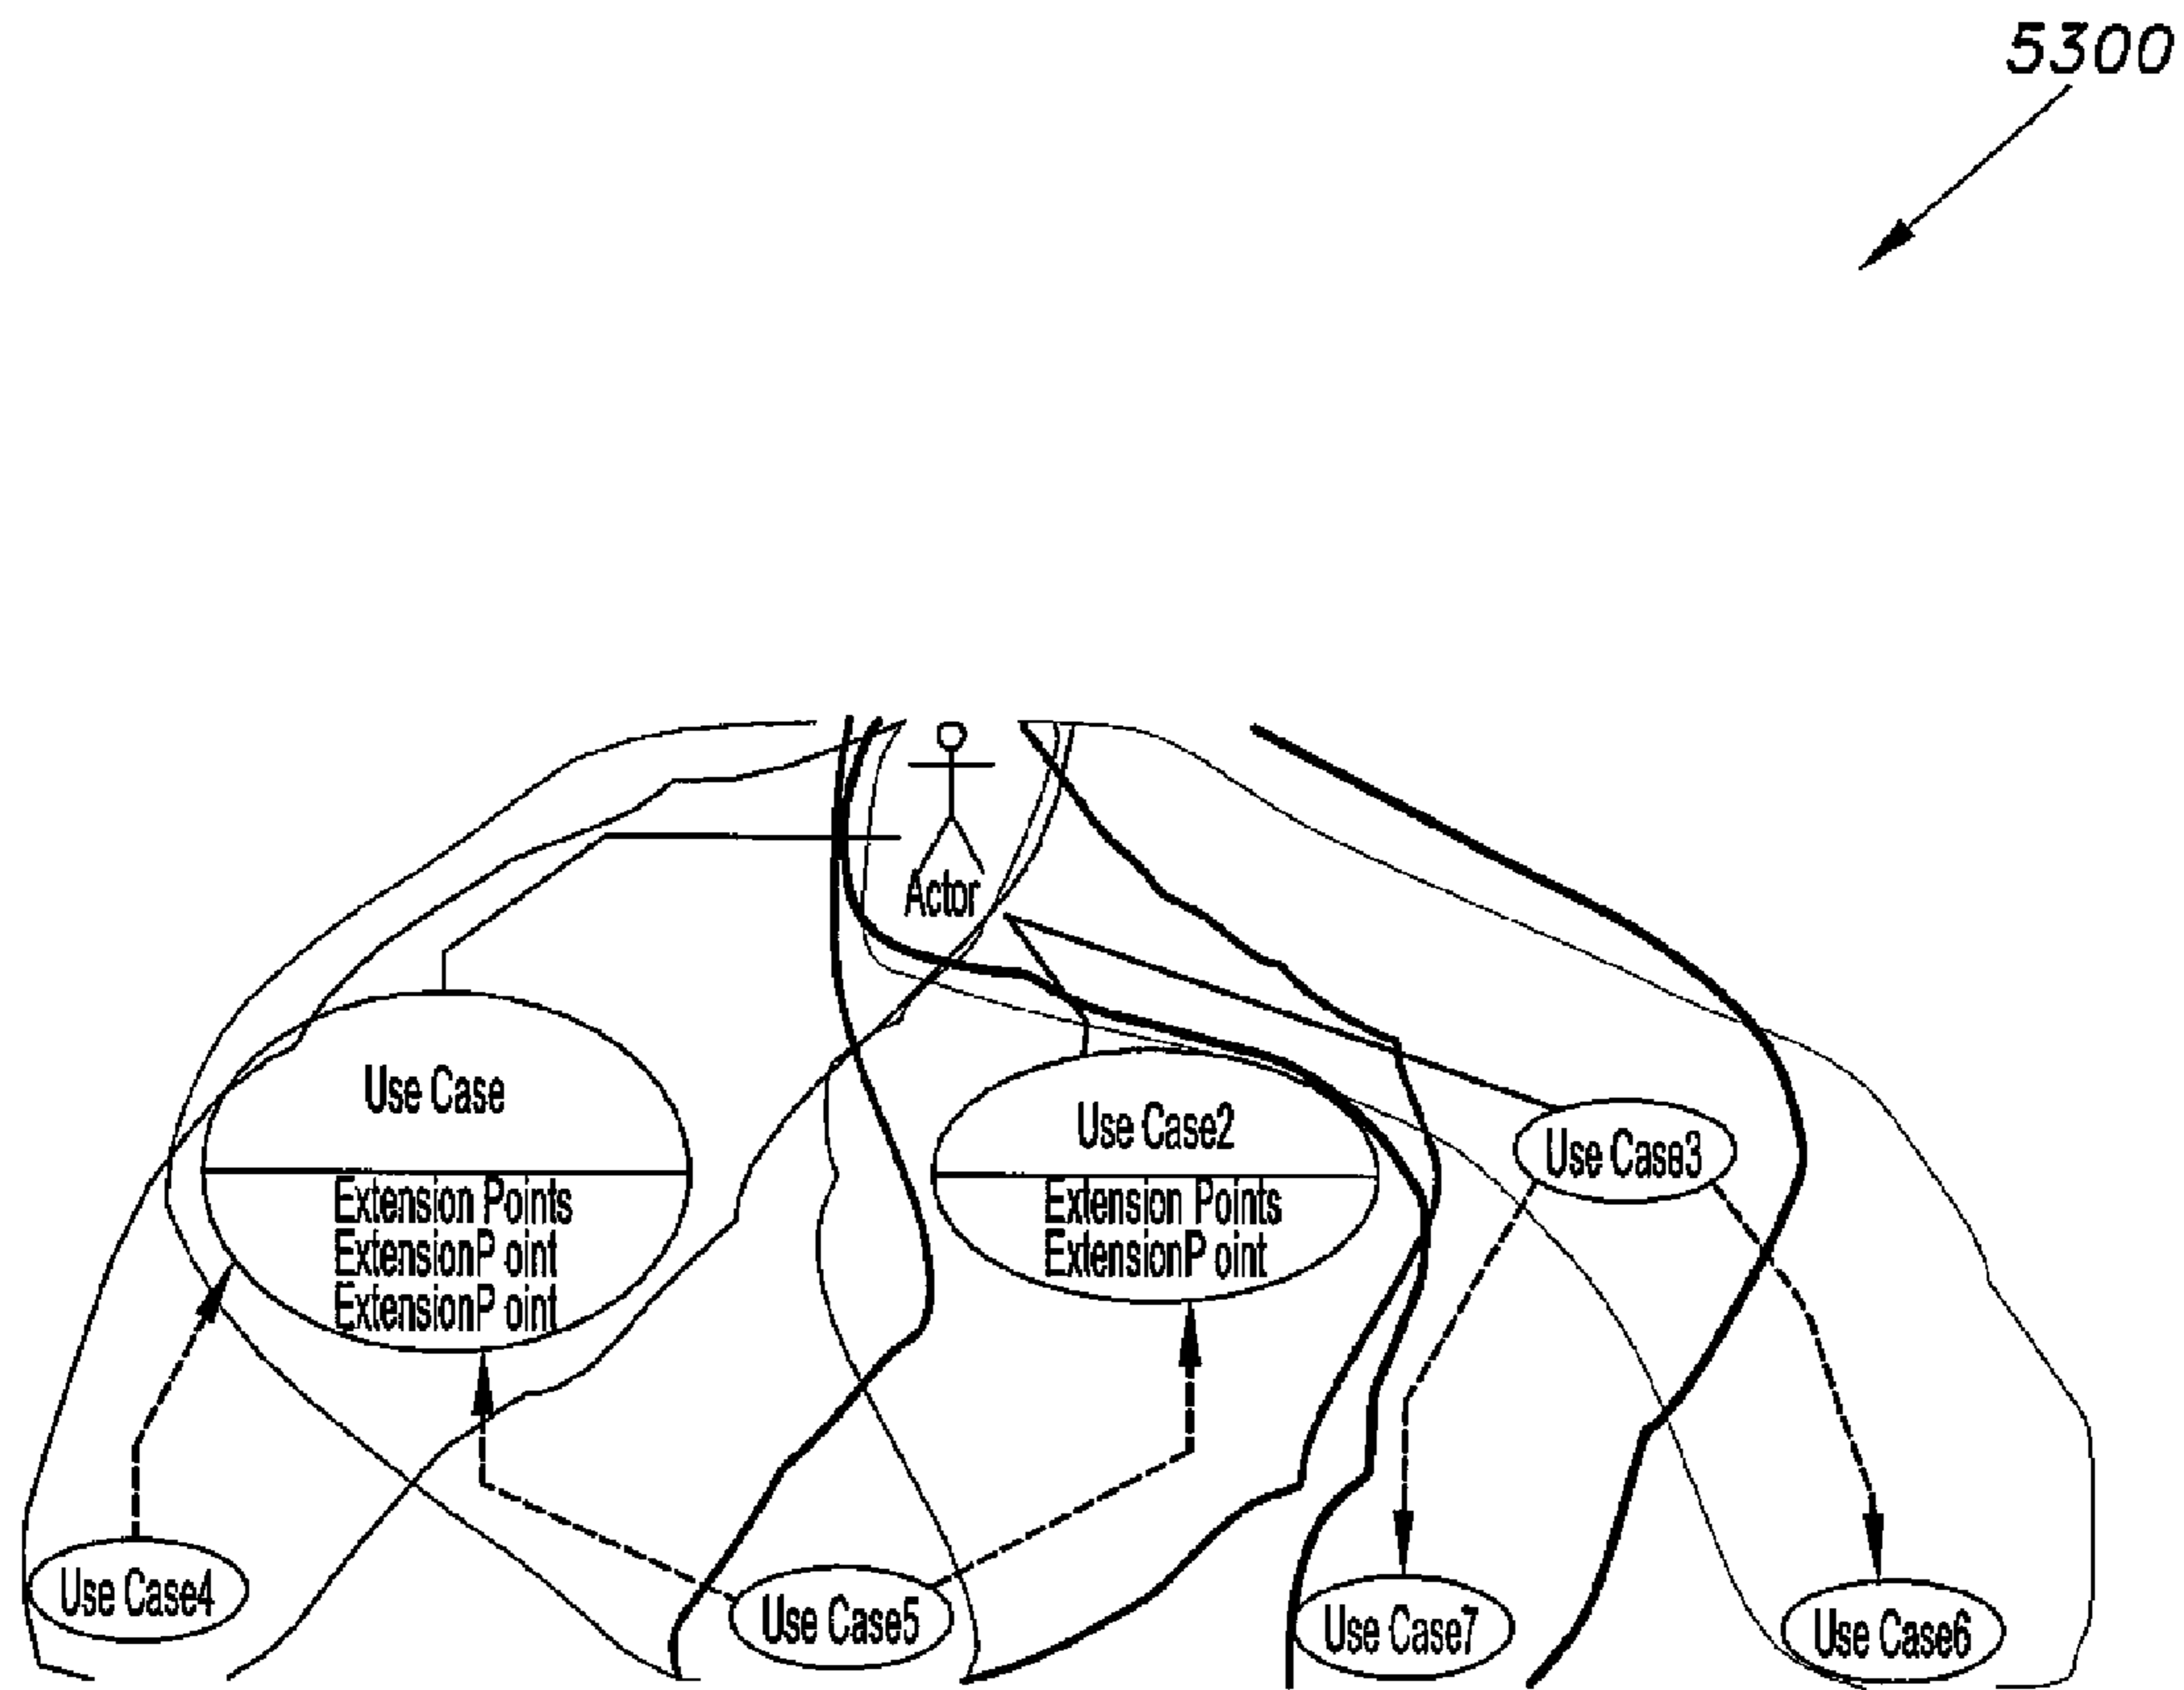 5300
Actor
Use Case
Extension Points
ExtensionP oint
ExtensionP oint
Use Case2
Extension Points
ExtensionP oint
Use Case3
Use Case4
Use Case5
Use Case7
Use Case6